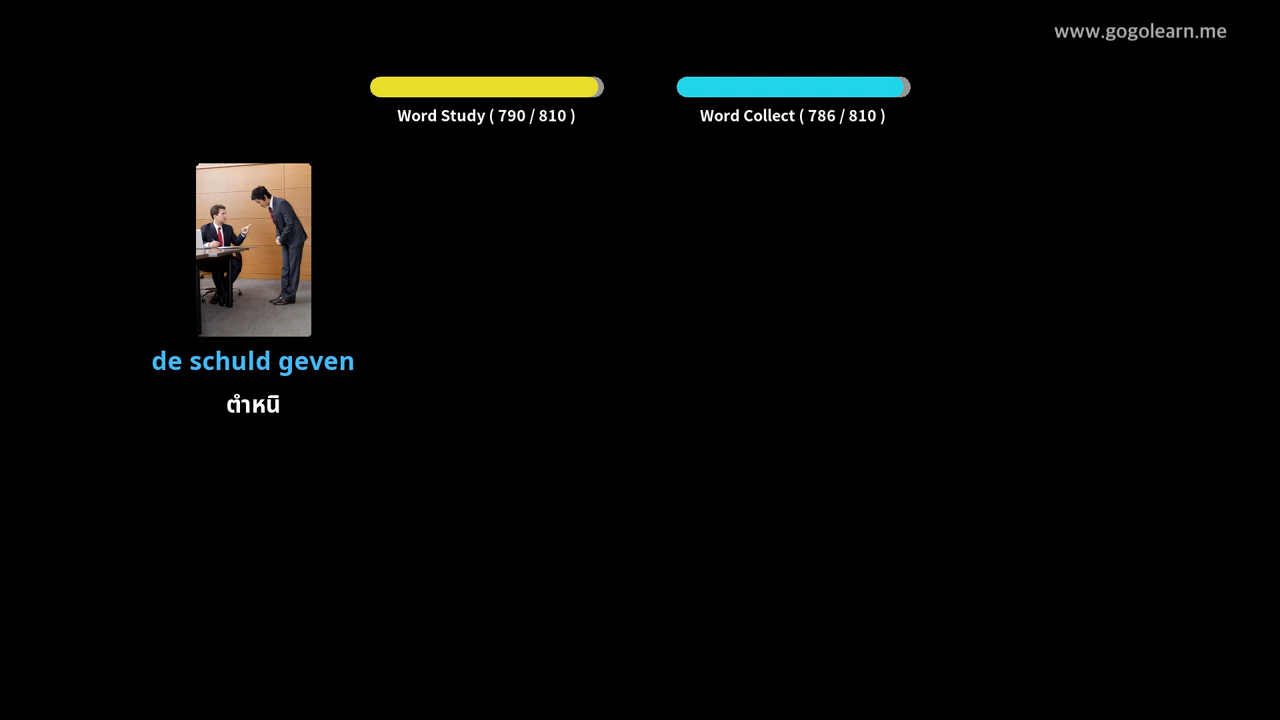 www.gogolearn.me
Word Study ( 790 / 810 )
Word Collect ( 786 / 810 )
de schuld geven
ตำหนิ